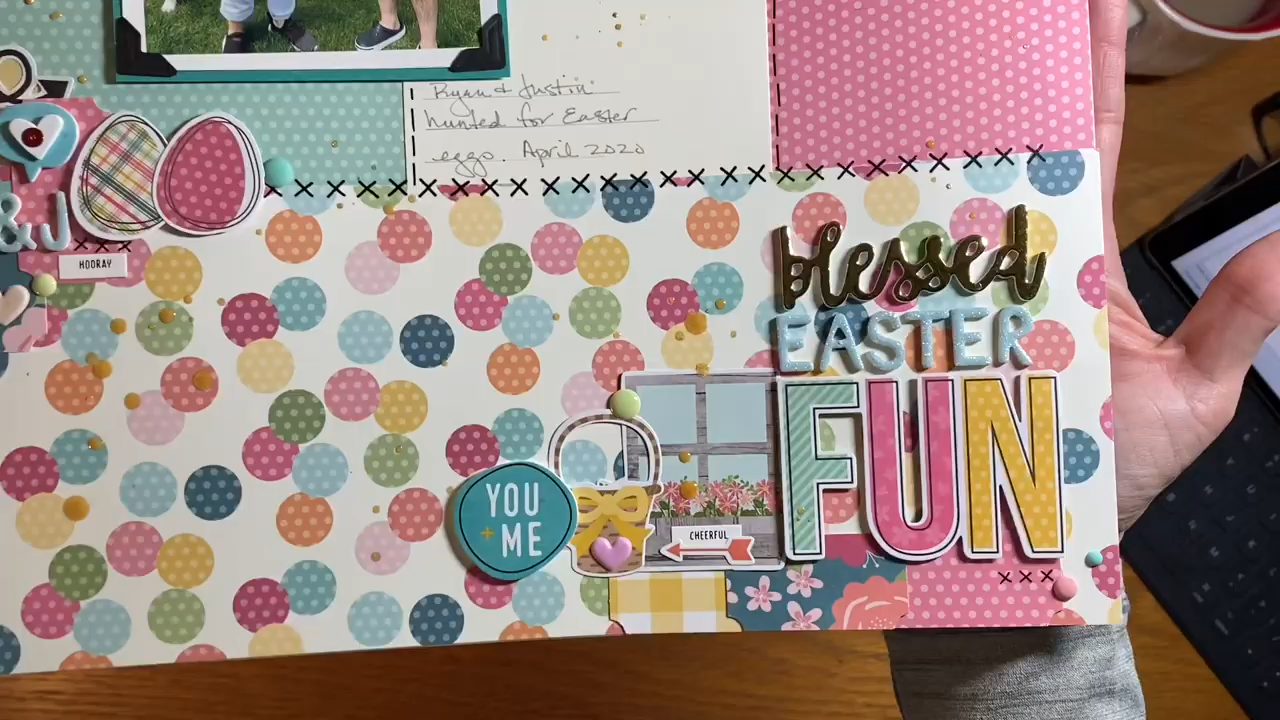 Ryan & Justin
hunted for Easter
eggs. April 2020
& J
HOORAY
blessed
EASTER
FUN
YOU
+
ME
CHEERFUL